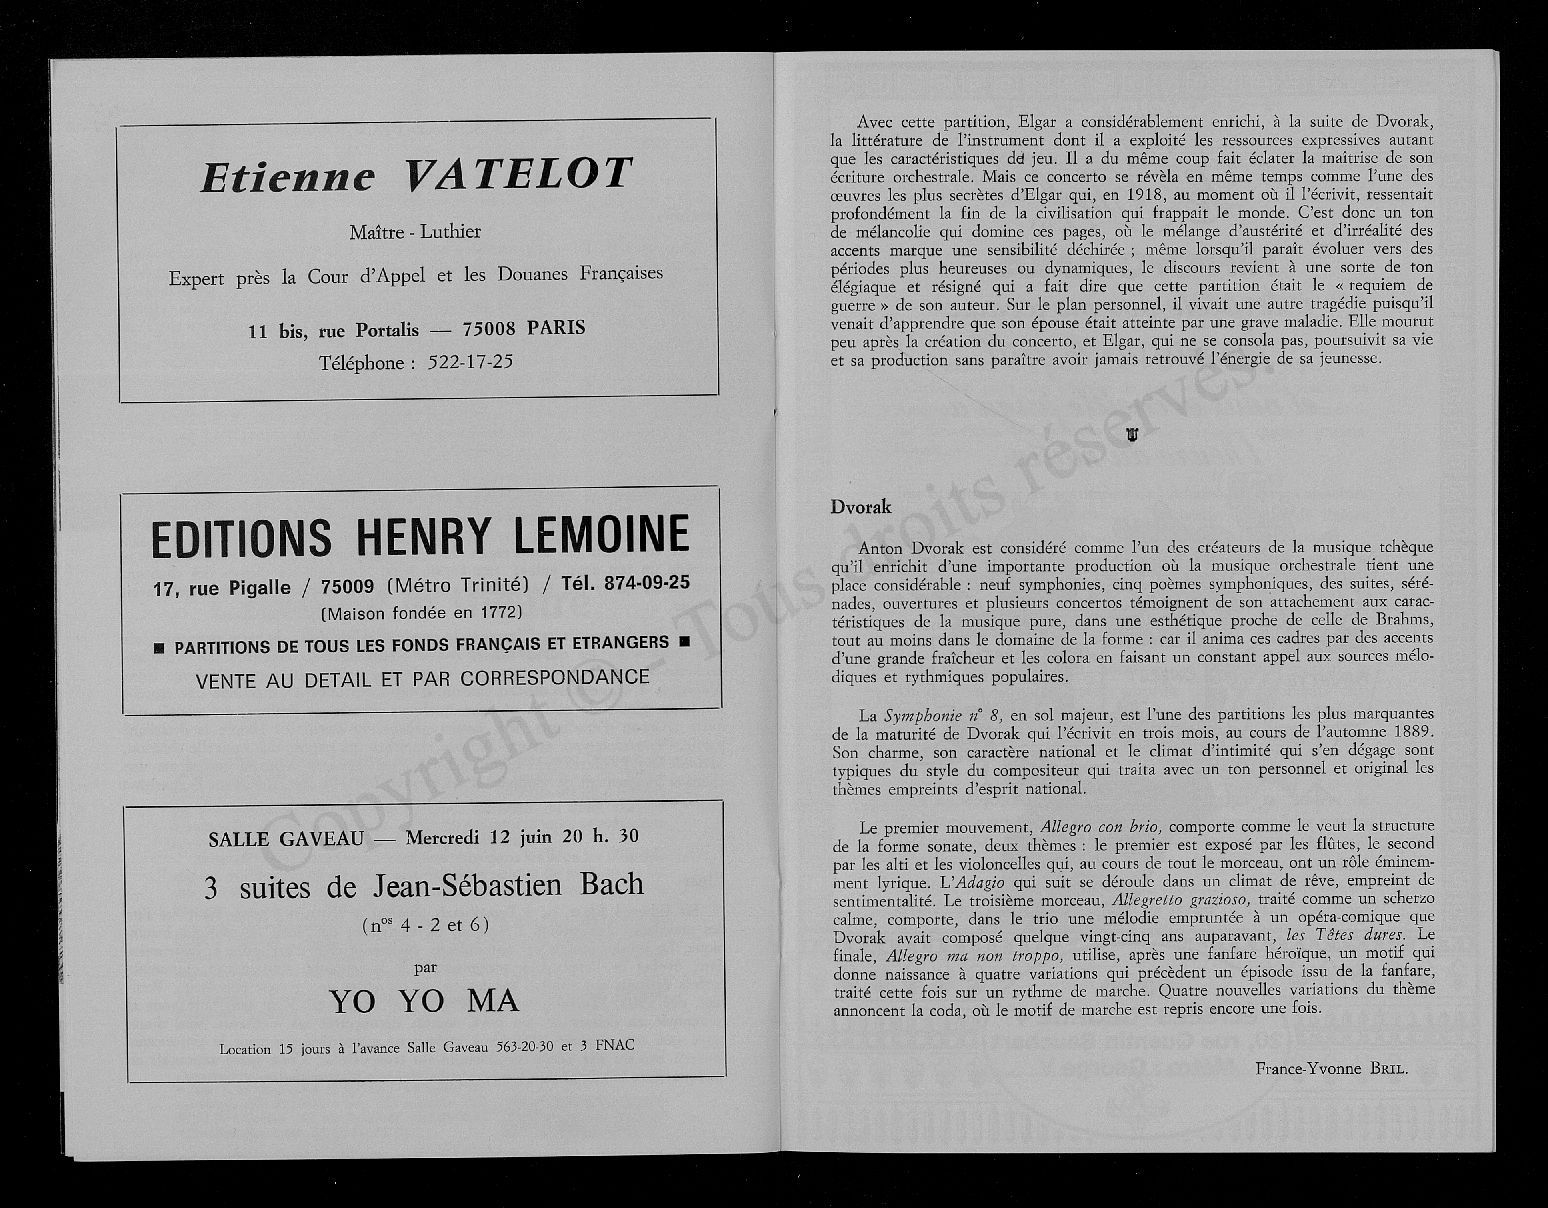 Etienne VATELOT
Maître - Luthier
Expert près la Cour d'Appel et les Douanes Françaises
11 bis, rue Portalis — 75008 PARIS
Téléphone : 522-17-25
EDITIONS HENRY LEMOINE
17, rue Pigalle / 75009 (Métro Trinité) / Tél. 874-09-25
(Maison fondée en 1772)
■ PARTITIONS DE TOUS LES FONDS FRANÇAIS ET ETRANGERS ■
VENTE AU DETAIL ET PAR CORRESPONDANCE
SALLE GAVEAU — Mercredi 12 juin 20 h. 30
3 suites de Jean-Sébastien Bach
(nos 4 - 2 et 6)
par
YO YO MA
Location 15 jours à l'avance Salle Gaveau 563-20-30 et 3 FNAC
Avec cette partition, Elgar a considérablement enrichi, à la suite de Dvorak,
la littérature de l'instrument dont il a exploité les ressources expressives autant
que les caractéristiques de jeu. Il a du même coup fait éclater la maîtrise de son
écriture orchestrale. Mais ce concerto se révèla en même temps comme l'une des
œuvres les plus secrètes d'Elgar qui, en 1918, au moment où il l'écrivit, ressentait
profondément la fin de la civilisation qui frappait le monde. C'est donc un ton
de mélancolie qui domine ces pages, où le mélange d'austérité et d'irréalité des
accents marque une sensibilité déchirée ; même lorsqu'il paraît évoluer vers des
périodes plus heureuses ou dynamiques, le discours revient à une sorte de ton
élégiaque et résigné qui a fait dire que cette partition était le « requiem de
guerre » de son auteur. Sur le plan personnel, il vivait une autre tragédie puisqu'il
venait d'apprendre que son épouse était atteinte par une grave maladie. Elle mourut
peu après la création du concerto, et Elgar, qui ne se consola pas, poursuivit sa vie
et sa production sans paraître avoir jamais retrouvé l'énergie de sa jeunesse.
Dvorak
Anton Dvorak est considéré comme l'un des créateurs de la musique tchèque
qu'il enrichit d'une importante production où la musique orchestrale tient une
place considérable : neuf symphonies, cinq poèmes symphoniques, des suites, séré-
nades, ouvertures et plusieurs concertos témoignent de son attachement aux carac-
téristiques de la musique pure, dans une esthétique proche de celle de Brahms,
tout au moins dans le domaine de la forme : car il anima ces cadres par des accents
d'une grande fraîcheur et les colora en faisant un constant appel aux sources mélo-
diques et rythmiques populaires.
La Symphonie n° 8, en sol majeur, est l'une des partitions les plus marquantes
de la maturité de Dvorak qui l'écrivit en trois mois, au cours de l'automne 1889.
Son charme, son caractère national et le climat d'intimité qui s'en dégage sont
typiques du style du compositeur qui traita avec un ton personnel et original les
thèmes empreints d'esprit national.
Le premier mouvement, Allegro con brio, comporte comme le veut la structure
de la forme sonate, deux thèmes : le premier est exposé par les flûtes, le second
par les alti et les violoncelles qui, au cours de tout le morceau, ont un rôle éminem-
ment lyrique. L'Adagio qui suit se déroule dans un climat de rêve, empreint de
sentimentalité. Le troisième morceau, Allegretto grazioso, traité comme un scherzo
calme, comporte, dans le trio une mélodie empruntée à un opéra-comique que
Dvorak avait composé quelque vingt-cinq ans auparavant, les Têtes dures. Le
finale, Allegro ma non troppo, utilise, après une fanfare héroïque, un motif qui
donne naissance à quatre variations qui précèdent un épisode issu de la fanfare,
traité cette fois sur un rythme de marche. Quatre nouvelles variations du thème
annoncent la coda, où le motif de marche est repris encore une fois.
France-Yvonne BRIL.
Copyright © - Tous droits réservés.